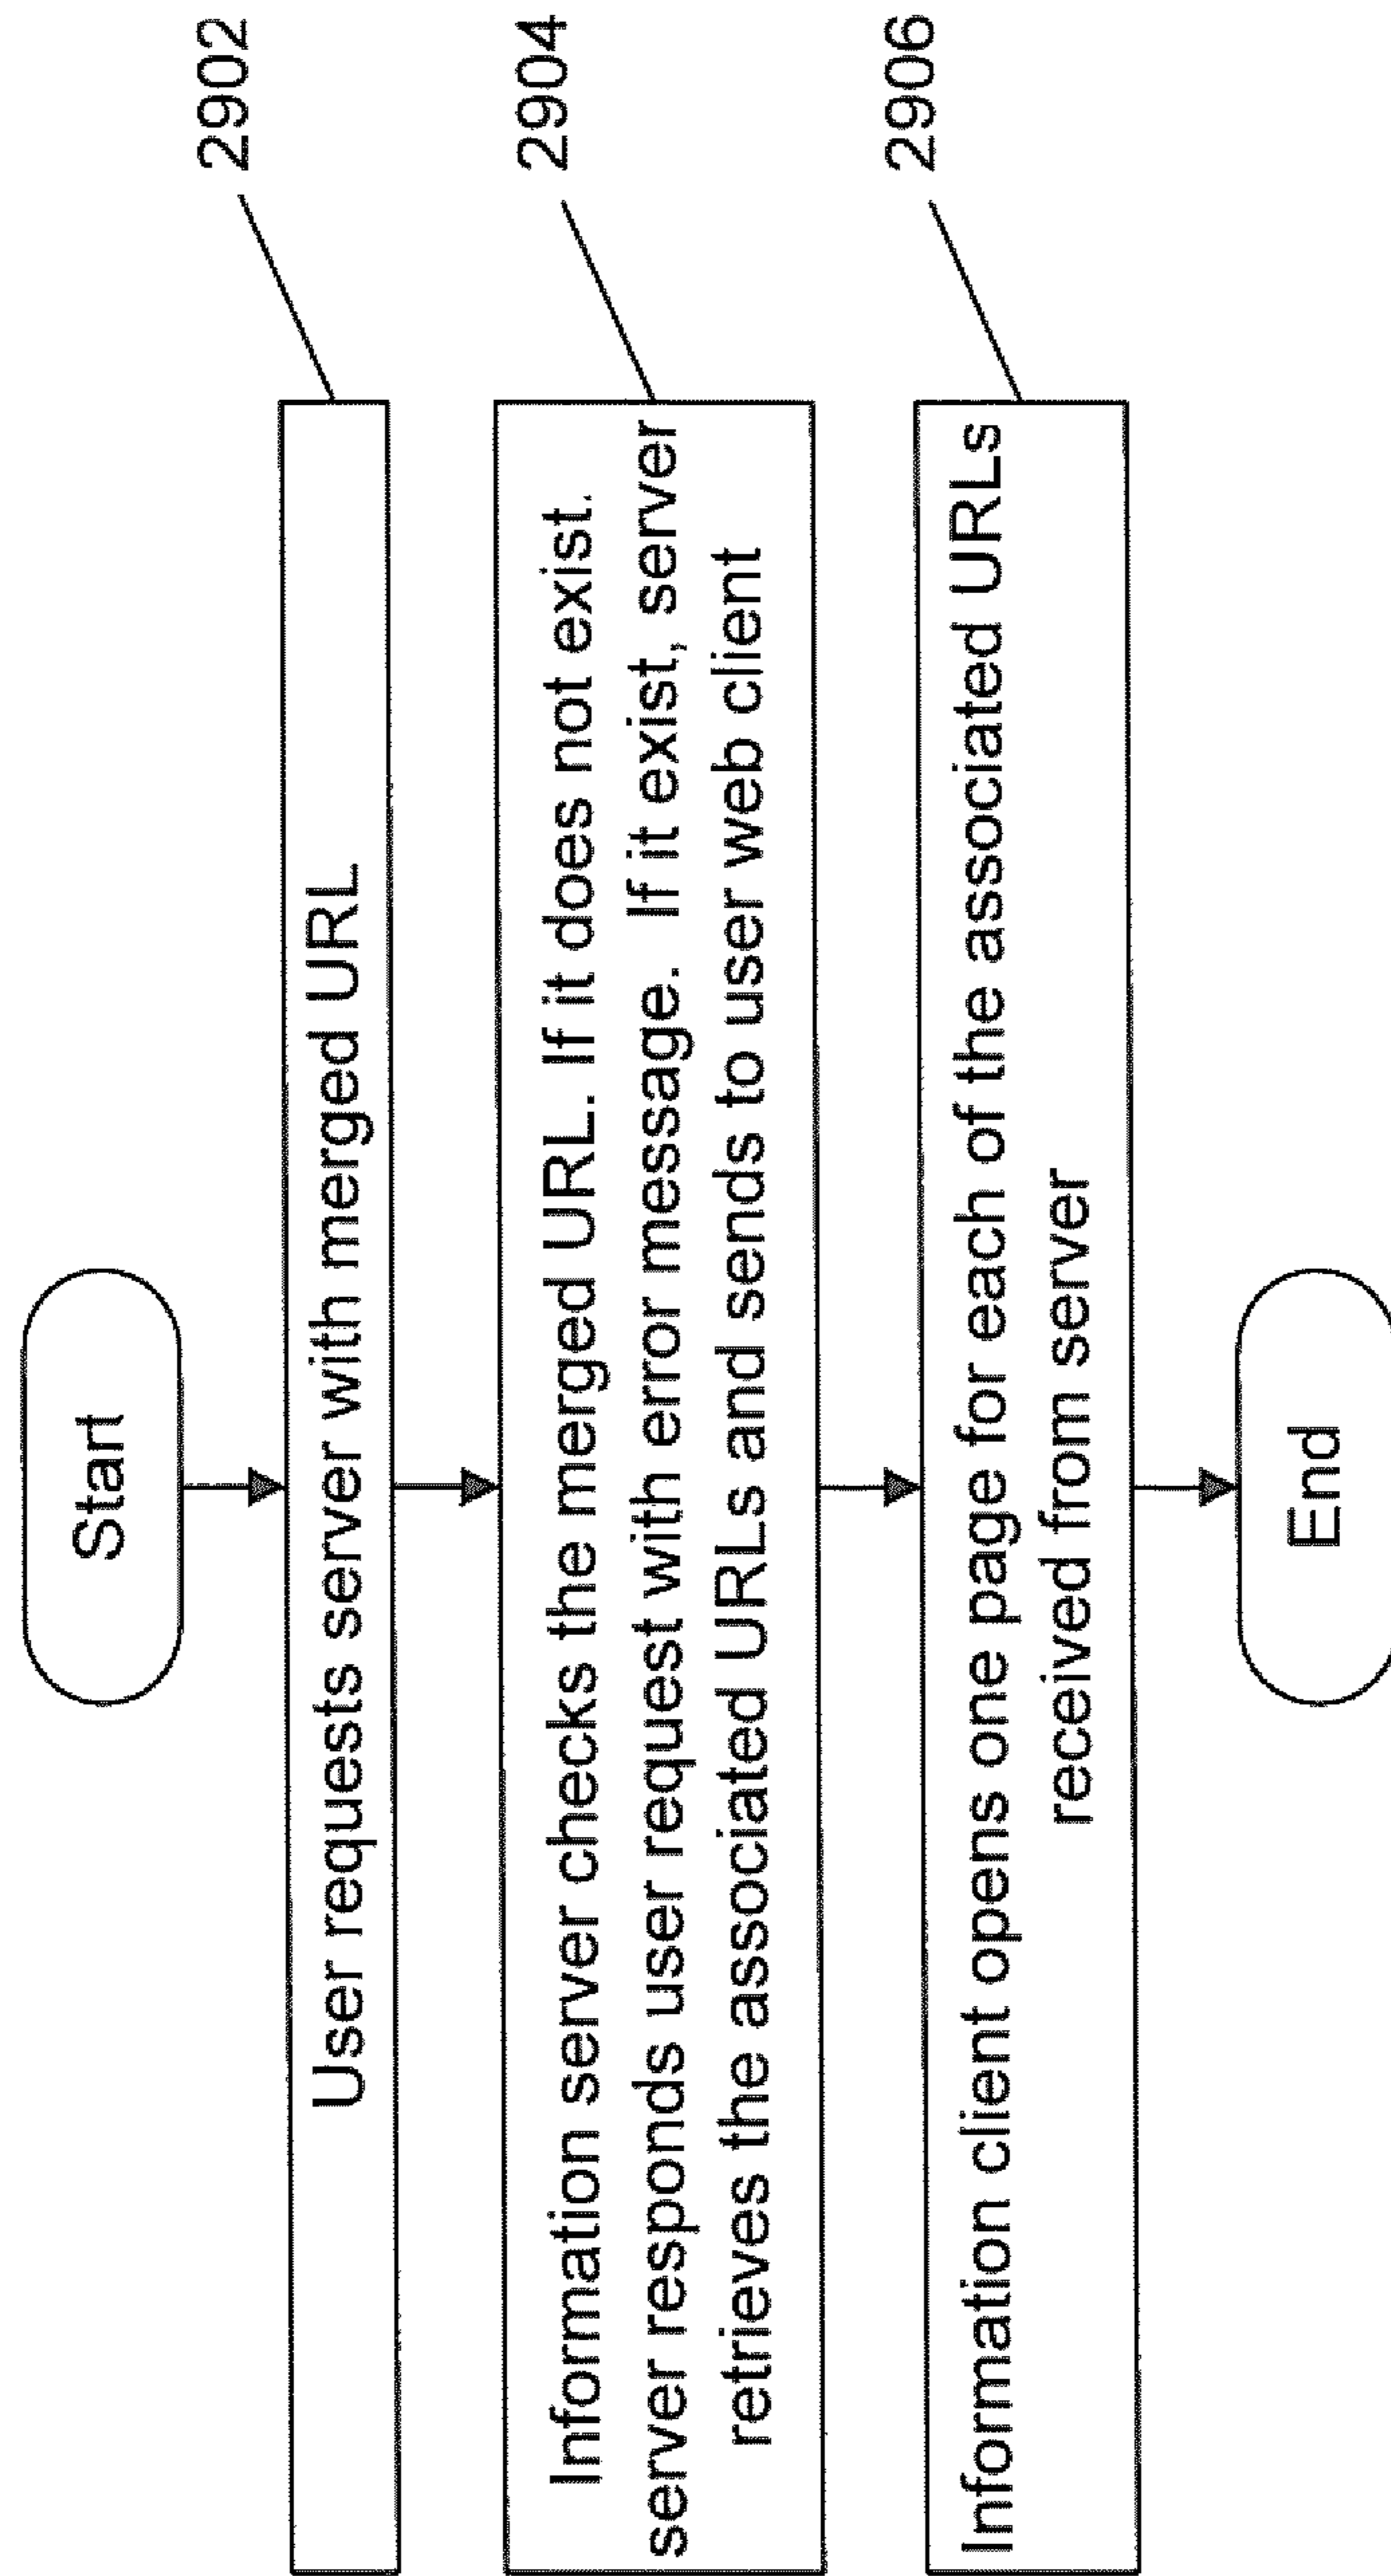 Start
User requests server with merged URL
2902
Information server checks the merged URL. If it does not exist.
server responds user request with error message. If it exist, server
retrieves the associated URLs and sends to user web client
2904
Information client opens one page for each of the associated URLs
received from server
2906
End